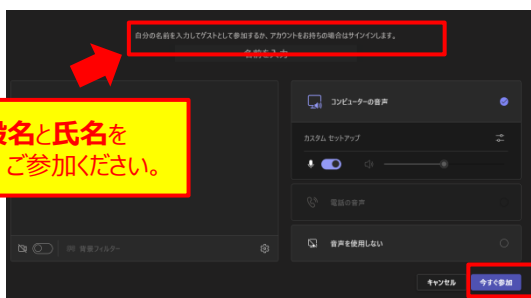 自分の名前を入力してゲストとして参加するか、アカウントをお持ちの場合はサインインします。
名前を入力
コンピューターの音声
カスタム セットアップ
名と氏名を
ご参加ください。
電話の音声
背景フィルター
音声を使用しない
キャンセル
今すぐ参加